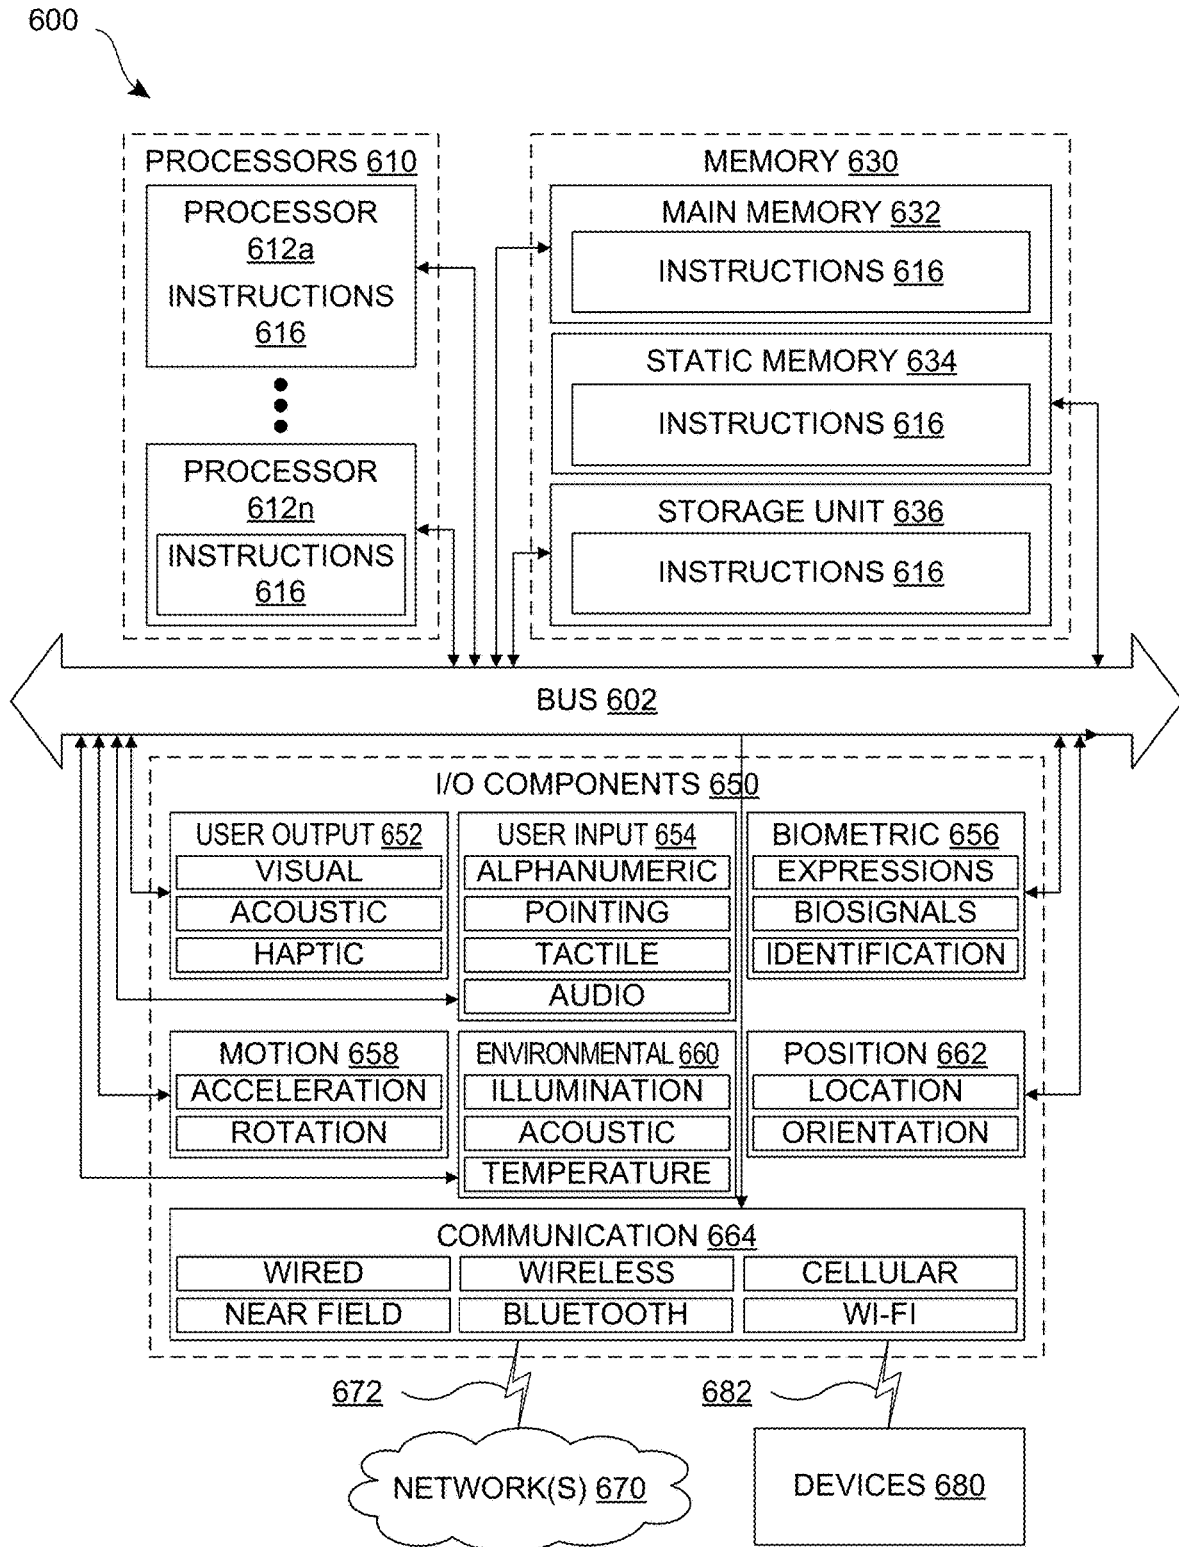 600
PROCESSORS 610
PROCESSOR
612a
INSTRUCTIONS
616
PROCESSOR
612n
INSTRUCTIONS
616
MEMORY 630
MAIN MEMORY 632
INSTRUCTIONS 616
STATIC MEMORY 634
INSTRUCTIONS 616
STORAGE UNIT 636
INSTRUCTIONS 616
BUS 602
I/O COMPONENTS 650
USER OUTPUT 652
VISUAL
ACOUSTIC
HAPTIC
USER INPUT 654
ALPHANUMERIC
POINTING
TACTILE
AUDIO
BIOMETRIC 656
EXPRESSIONS
BIOSIGNALS
IDENTIFICATION
MOTION 658
ACCELERATION
ROTATION
ENVIRONMENTAL 660
ILLUMINATION
ACOUSTIC
TEMPERATURE
POSITION 662
LOCATION
ORIENTATION
COMMUNICATION 664
WIRED
WIRELESS
CELLULAR
NEAR FIELD
BLUETOOTH
WI-FI
672
682
NETWORK(S) 670
DEVICES 680